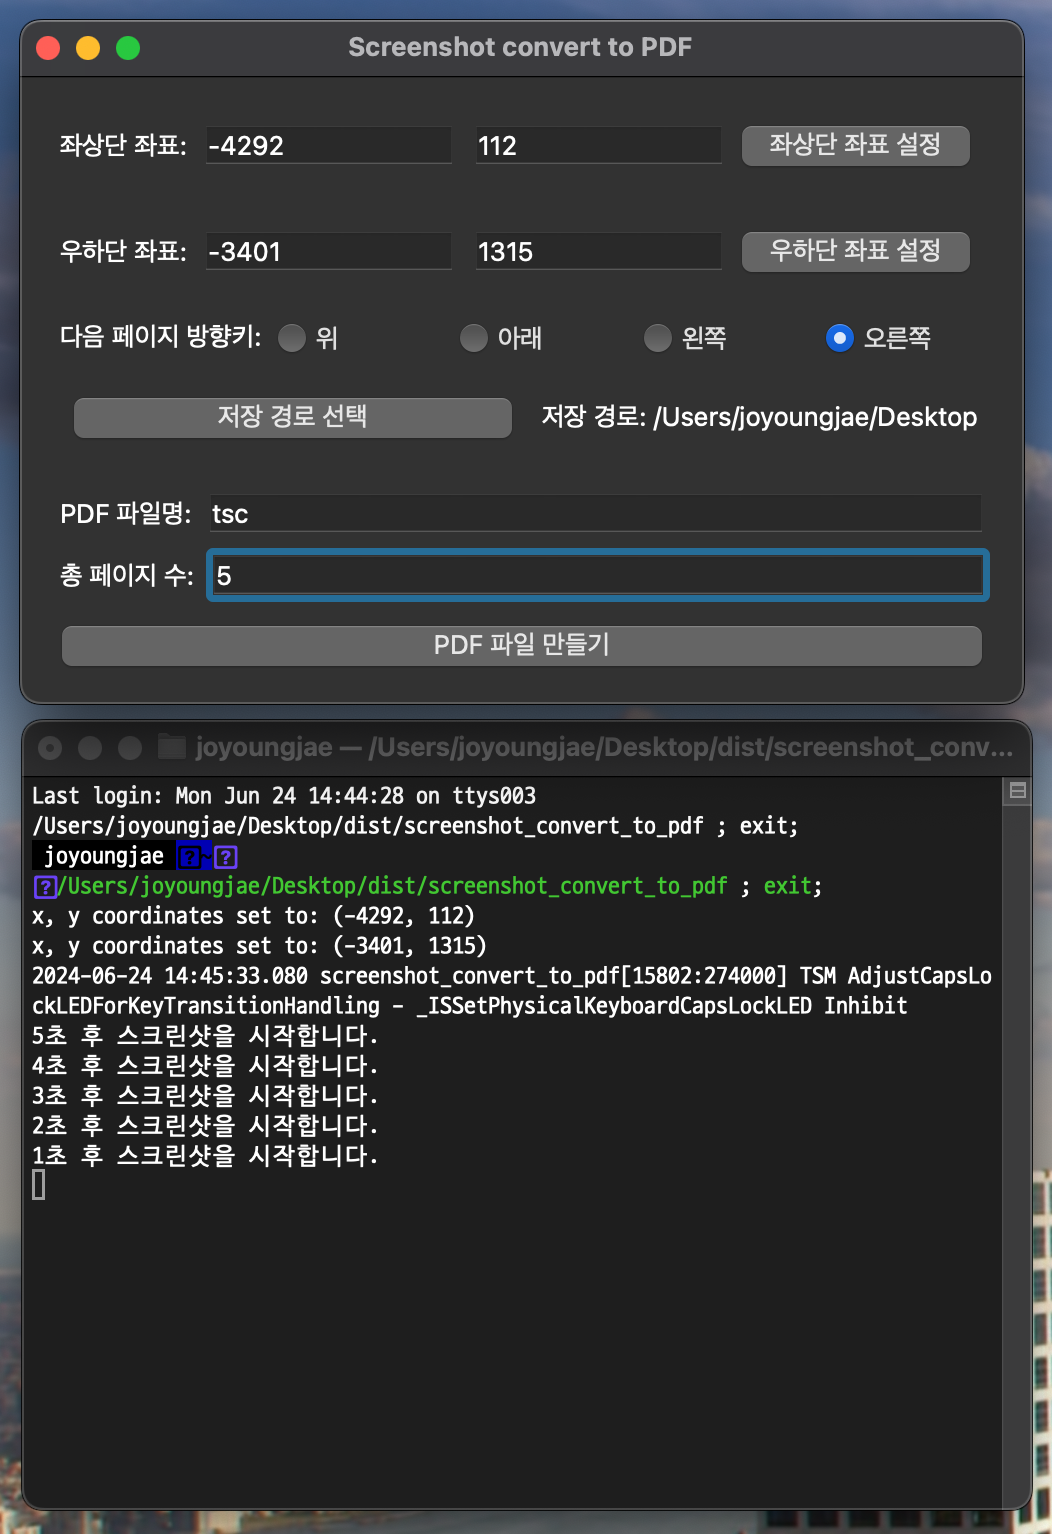 Screenshot convert to PDF
좌상단 좌표: -4292 112 좌상단 좌표 설정
우하단 좌표: -3401 1315 우하단 좌표 설정
다음 페이지 방향키: 위 아래 왼쪽 오른쪽
저장 경로 선택 저장 경로: /Users/joyoungjae/Desktop
PDF 파일명: tsc
총 페이지 수: 5
PDF 파일 만들기
joyoungjae — /Users/joyoungjae/Desktop/dist/screenshot_conv...
Last login: Mon Jun 24 14:44:28 on ttys003
/Users/joyoungjae/Desktop/dist/screenshot_convert_to_pdf ; exit;
joyoungjae ? ~ ?
?/Users/joyoungjae/Desktop/dist/screenshot_convert_to_pdf ; exit;
x, y coordinates set to: (-4292, 112)
x, y coordinates set to: (-3401, 1315)
2024-06-24 14:45:33.080 screenshot_convert_to_pdf[15802:274000] TSM AdjustCapsLo
ckLEDForKeyTransitionHandling - _ISSetPhysicalKeyboardCapsLockLED Inhibit
5초 후 스크린샷을 시작합니다.
4초 후 스크린샷을 시작합니다.
3초 후 스크린샷을 시작합니다.
2초 후 스크린샷을 시작합니다.
1초 후 스크린샷을 시작합니다.